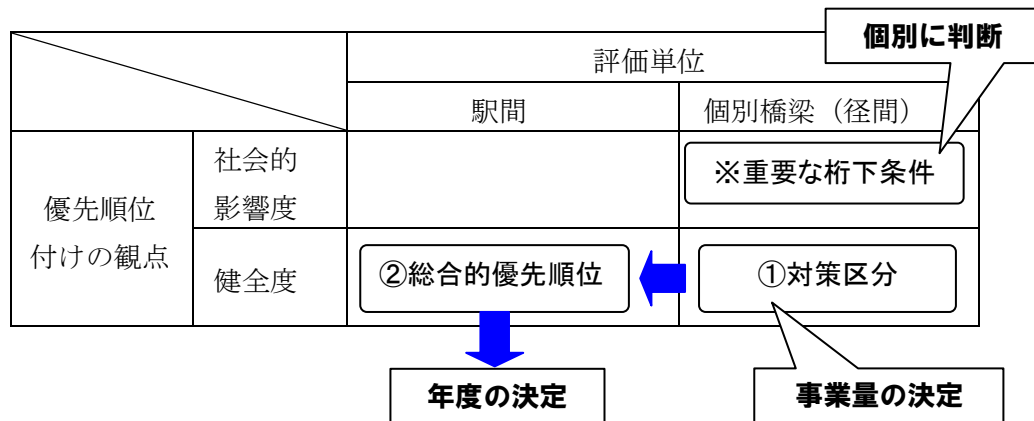 個別に判断
評価単位
駅間
個別橋梁（径間）
優先順位
付けの観点
社会的
影響度
※重要な桁下条件
健全度
②総合的優先順位
①対策区分
年度の決定
事業量の決定